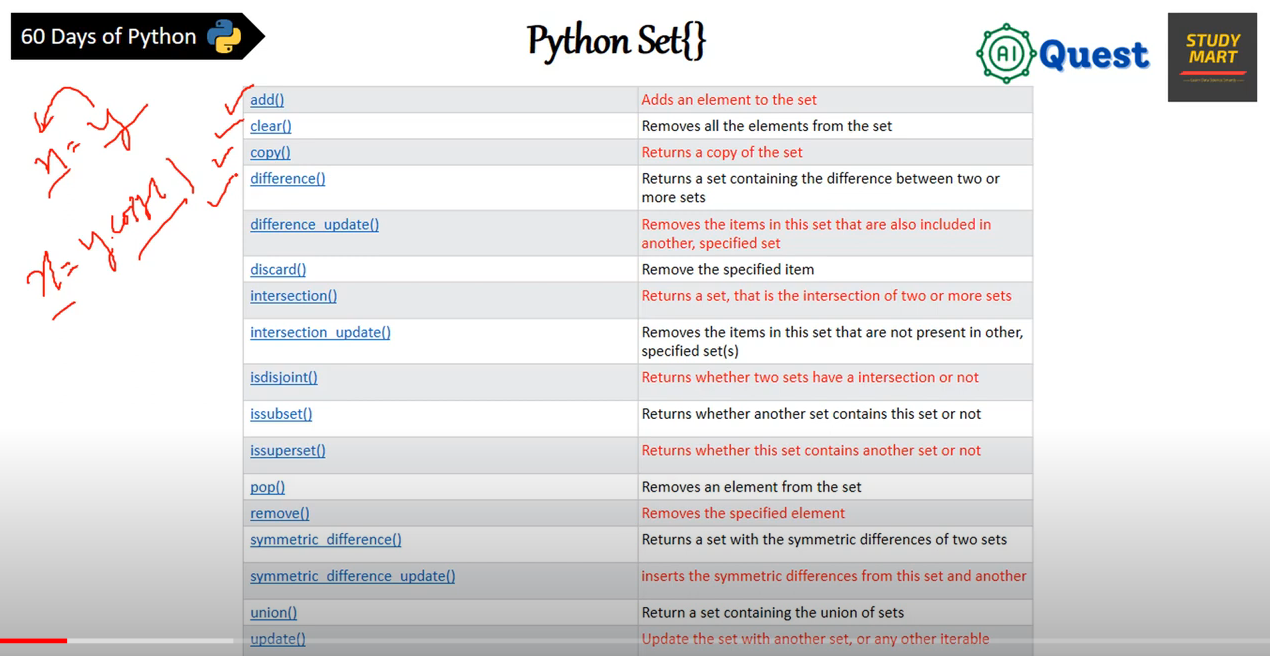 60 Days of Python
Python Set{}
AI Quest
STUDY
MART
add() Adds an element to the set
clear() Removes all the elements from the set
copy() Returns a copy of the set
difference() Returns a set containing the difference between two or
more sets
difference_update() Removes the items in this set that are also included in
another, specified set
discard() Remove the specified item
intersection() Returns a set, that is the intersection of two or more sets
intersection_update() Removes the items in this set that are not present in other,
specified set(s)
isdisjoint() Returns whether two sets have a intersection or not
issubset() Returns whether another set contains this set or not
issuperset() Returns whether this set contains another set or not
pop() Removes an element from the set
remove() Removes the specified element
symmetric_difference() Returns a set with the symmetric differences of two sets
symmetric_difference_update() inserts the symmetric differences from this set and another
union() Return a set containing the union of sets
update() Update the set with another set, or any other iterable
x = y